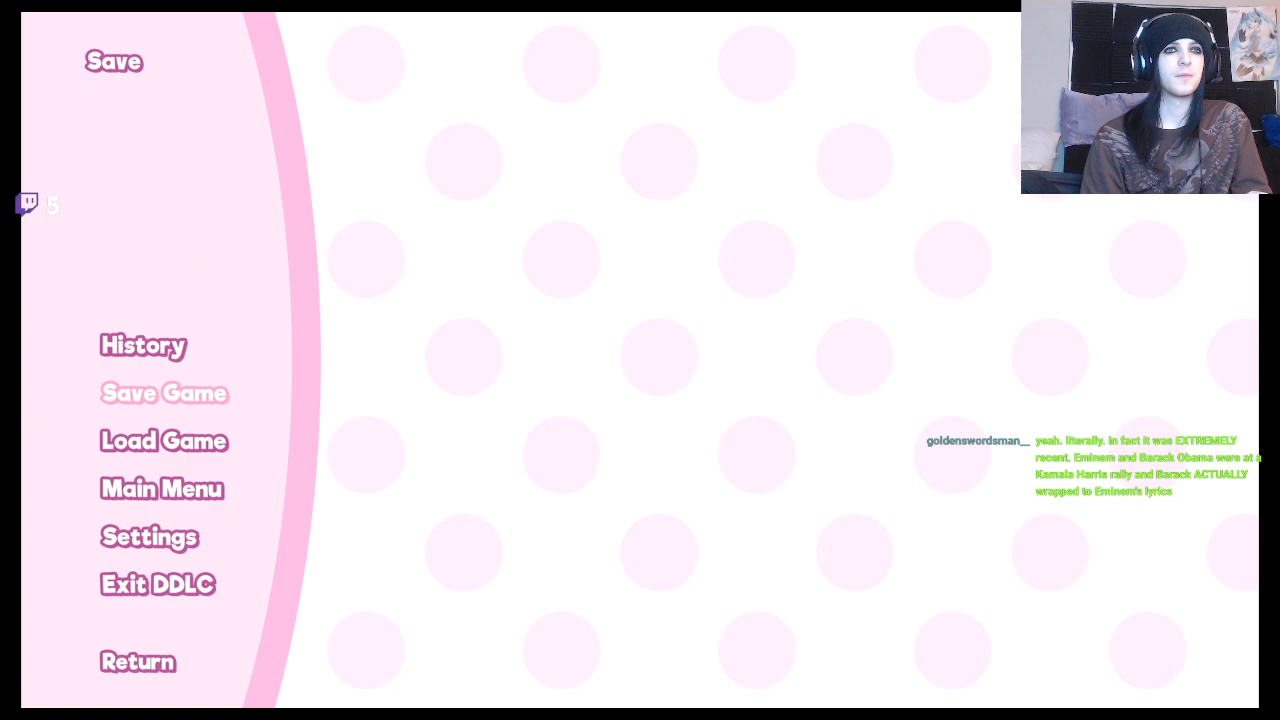 Save
5
History
Save Game
Load Game
Main Menu
Settings
Exit DDLC
Return
goldenswordsman__ yeah. literally. in fact it was EXTREMELY
recent. Eminem and Barack Obama were at a
Kamala Harris rally and Barack ACTUALLY
wrapped to Eminem's lyrics